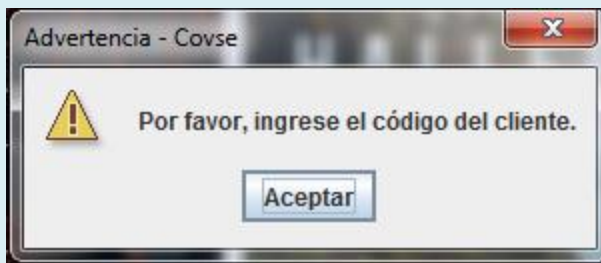 Advertencia - Covse
Por favor, ingrese el código del cliente.
Aceptar